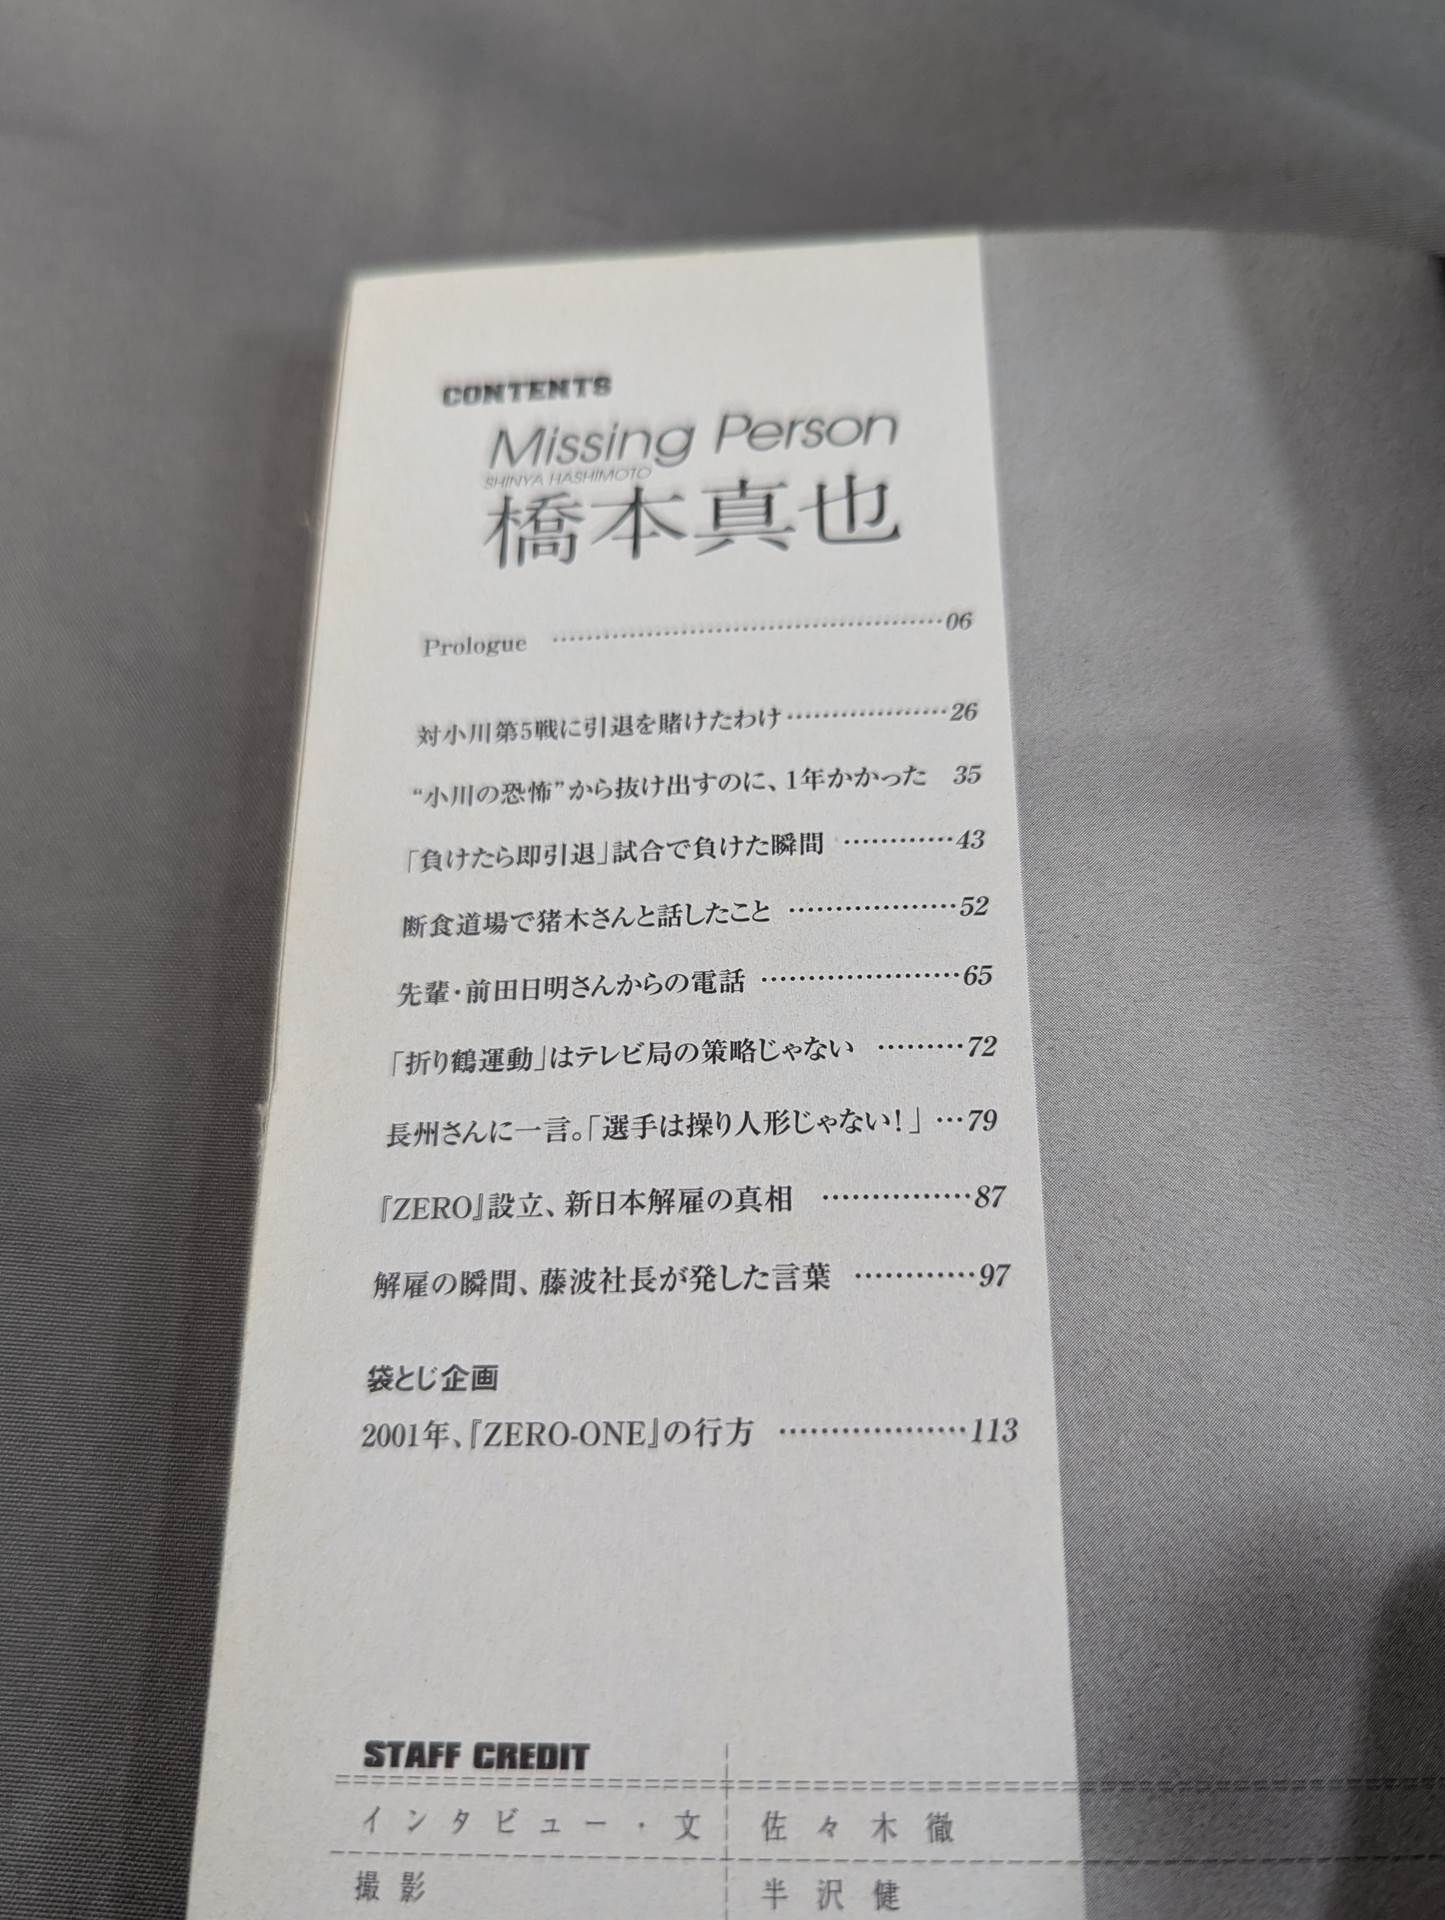 CONTENTS
Missing Person
SHINYA HASHIMOTO
橋本真也
Prologue ……………………………………06
対小川第5戦に引退を賭けたわけ………………26
“小川の恐怖”から抜け出すのに、1年かかった 35
「負けたら即引退」試合で負けた瞬間 …………43
断食道場で猪木さんと話したこと ………………52
先輩・前田日明さんからの電話 …………………65
「折り鶴運動」はテレビ局の策略じゃない ………72
長州さんに一言。「選手は操り人形じゃない！」…79
『ZERO』設立、新日本解雇の真相 ……………87
解雇の瞬間、藤波社長が発した言葉 …………97
袋とじ企画
2001年、『ZERO-ONE』の行方 ………………113
STAFF CREDIT
インタビュー・文 佐々木徹
撮影 半沢健